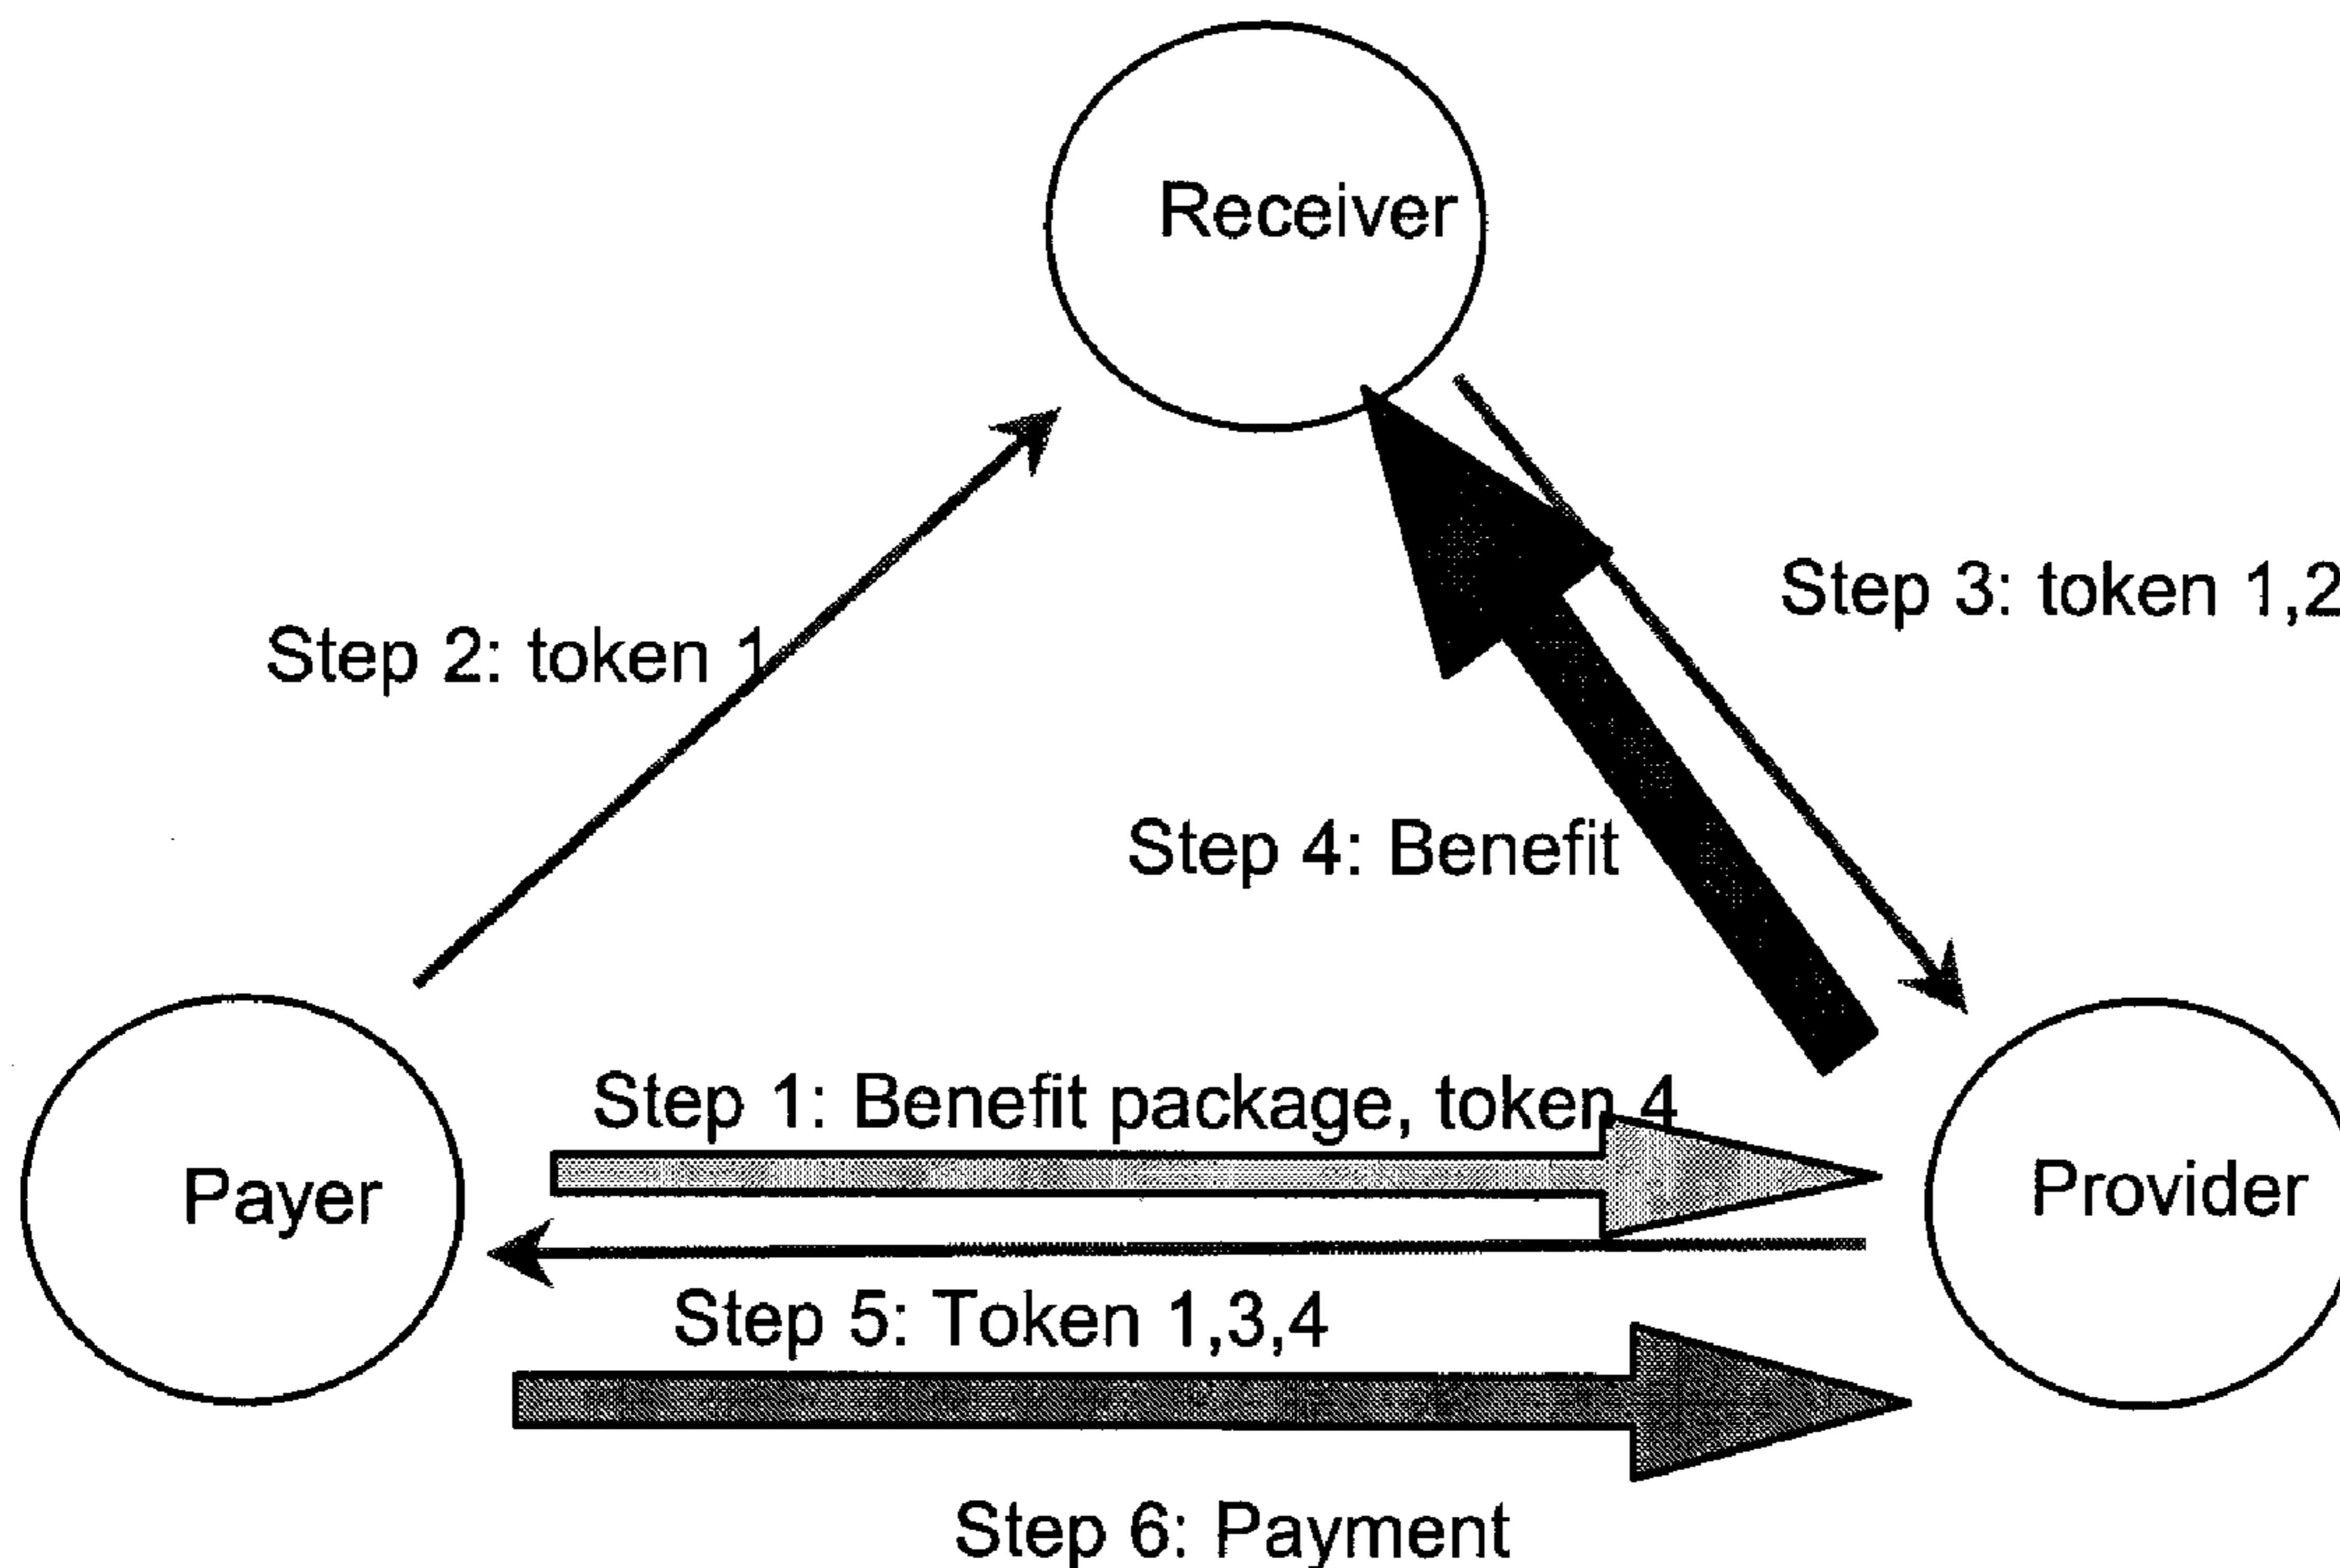 Receiver
Step 3: token 1,2
Step 2: token 1
Step 4: Benefit
Step 1: Benefit package, token 4
Payer
Provider
Step 5: Token 1,3,4
Step 6: Payment